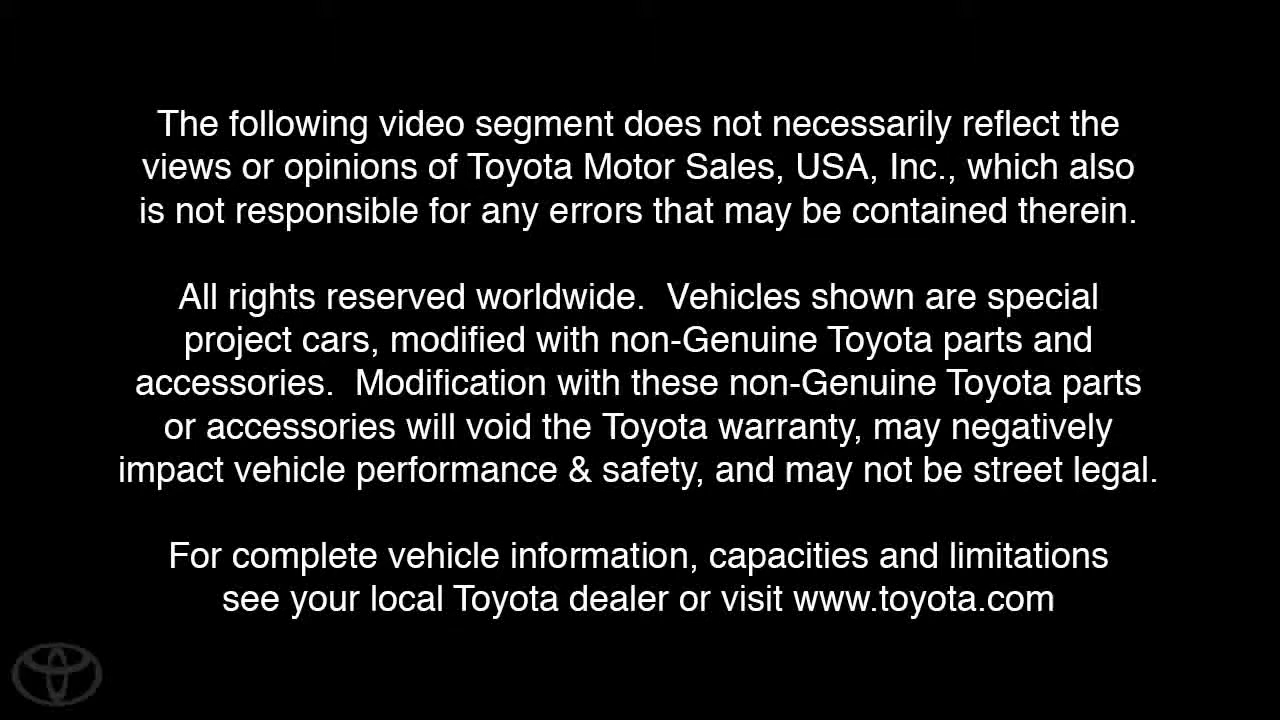 The following video segment does not necessarily reflect the
views or opinions of Toyota Motor Sales, USA, Inc., which also
is not responsible for any errors that may be contained therein.
All rights reserved worldwide.  Vehicles shown are special
project cars, modified with non-Genuine Toyota parts and
accessories.  Modification with these non-Genuine Toyota parts
or accessories will void the Toyota warranty, may negatively
impact vehicle performance & safety, and may not be street legal.
For complete vehicle information, capacities and limitations
see your local Toyota dealer or visit www.toyota.com